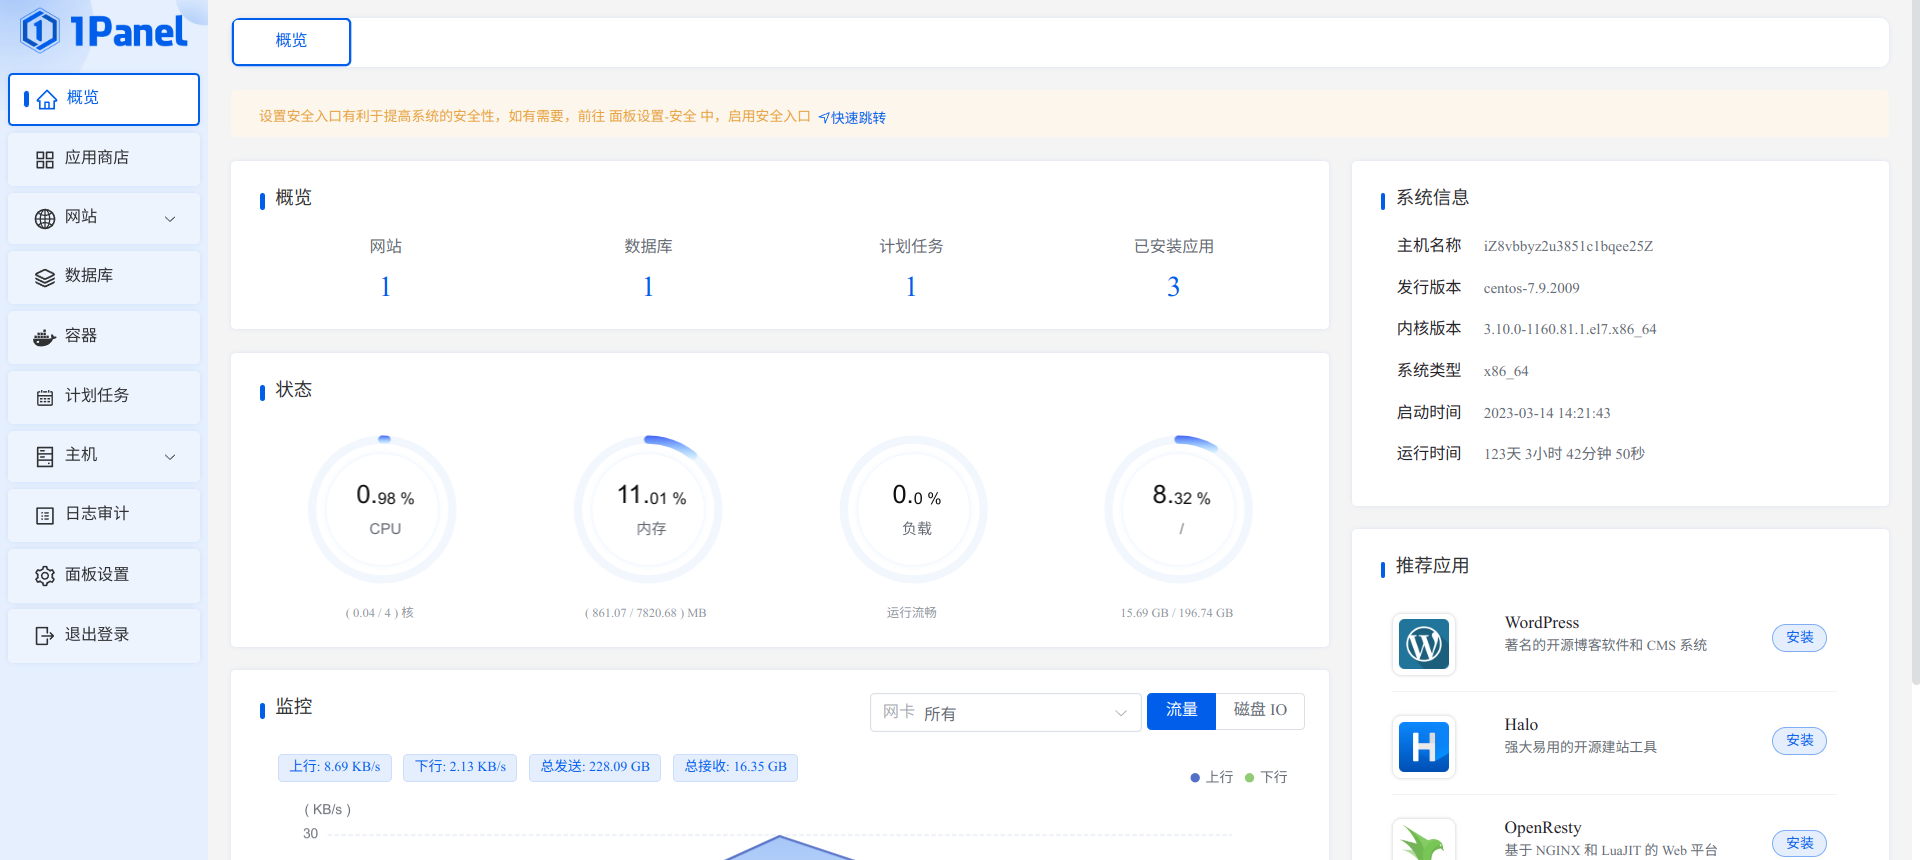 1Panel
概览
应用商店
网站
数据库
容器
计划任务
主机
日志审计
面板设置
退出登录
概览
设置安全入口有利于提高系统的安全性，如有需要，前往 面板设置-安全 中，启用安全入口 快速跳转
概览
网站 数据库 计划任务 已安装应用
1 1 1 3
状态
0.98 % 11.01 % 0.0 % 8.32 %
CPU 内存 负载 /
( 0.04 / 4 ) 核 ( 861.07 / 7820.68 ) MB 运行流畅 15.69 GB / 196.74 GB
监控
网卡 所有 流量 磁盘 IO
上行: 8.69 KB/s 下行: 2.13 KB/s 总发送: 228.09 GB 总接收: 16.35 GB
上行 下行
( KB/s )
30
系统信息
主机名称 iZ8vbbyz2u3851c1bqee25Z
发行版本 centos-7.9.2009
内核版本 3.10.0-1160.81.1.el7.x86_64
系统类型 x86_64
启动时间 2023-03-14 14:21:43
运行时间 123天 3小时 42分钟 50秒
推荐应用
WordPress
著名的开源博客软件和 CMS 系统
安装
Halo
强大易用的开源建站工具
安装
OpenResty
基于 NGINX 和 LuaJIT 的 Web 平台
安装